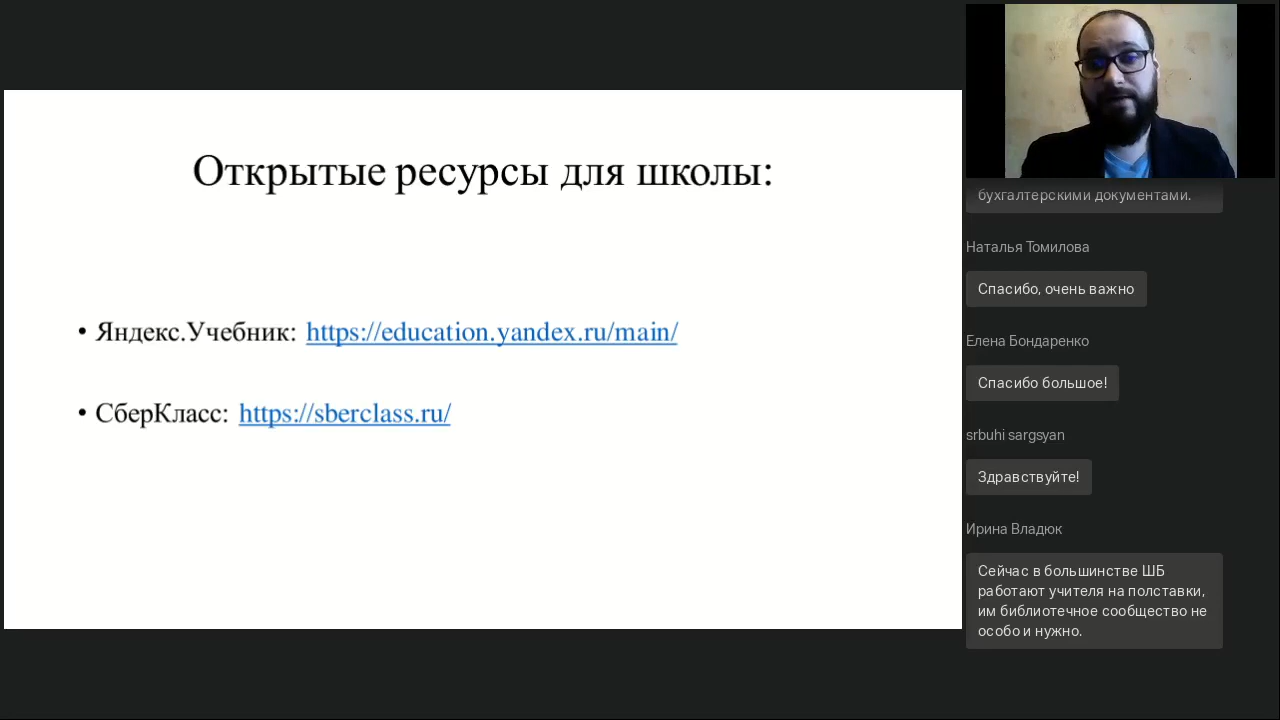 Открытые ресурсы для школы:
• Яндекс.Учебник: https://education.yandex.ru/main/
• СберКласс: https://sberclass.ru/
бухгалтерскими документами.
Наталья Томилова
Спасибо, очень важно
Елена Бондаренко
Спасибо большое!
srbuhi sargsyan
Здравствуйте!
Ирина Владюк
Сейчас в большинстве ШБ
работают учителя на полставки,
им библиотечное сообщество не
особо и нужно.